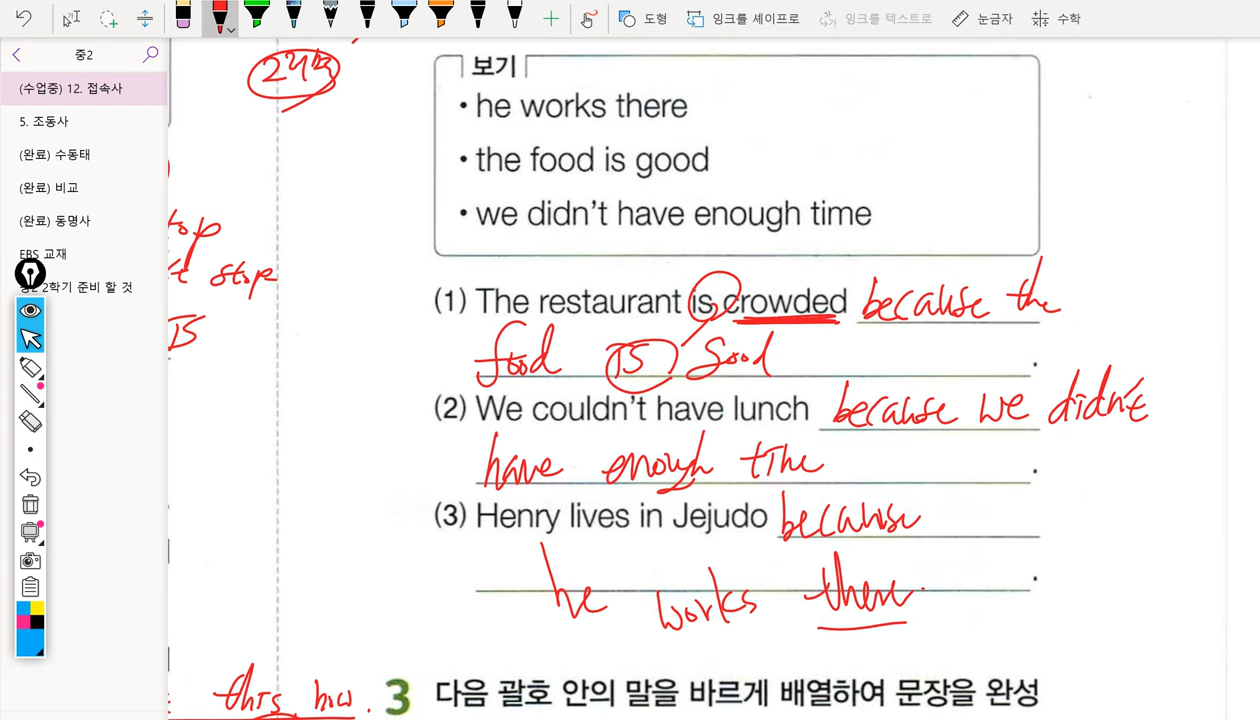 도형
잉크를 셰이프로
잉크를 텍스트로
눈금자
수학
중2
(수업중) 12. 접속사
5. 조동사
(완료) 수동태
(완료) 비교
(완료) 동명사
EBS 교재
2학기 준비 할 것
stop
IS
this how.
보기
• he works there
• the food is good
• we didn't have enough time
(1) The restaurant is crowded because the
food is good .
(2) We couldn't have lunch because we didn't
have enough time .
(3) Henry lives in Jejudo because
he works there .
3 다음 괄호 안의 말을 바르게 배열하여 문장을 완성